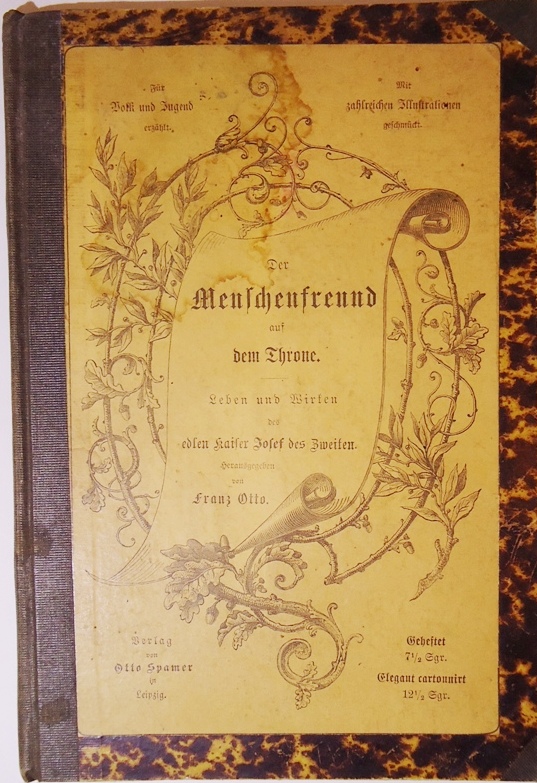 Für
Volk und Jugend
erzählt.
Mit
zahlreichen Illustrationen
geschmückt.
Der
Menschenfreund
auf
dem Throne.
Leben und Wirken
des
edlen Kaiser Josef des Zweiten.
Herausgegeben
von
Franz Otto.
Verlag
von
Otto Spamer
in
Leipzig.
Geheftet
7½ Sgr.
Elegant cartonnirt
12½ Sgr.